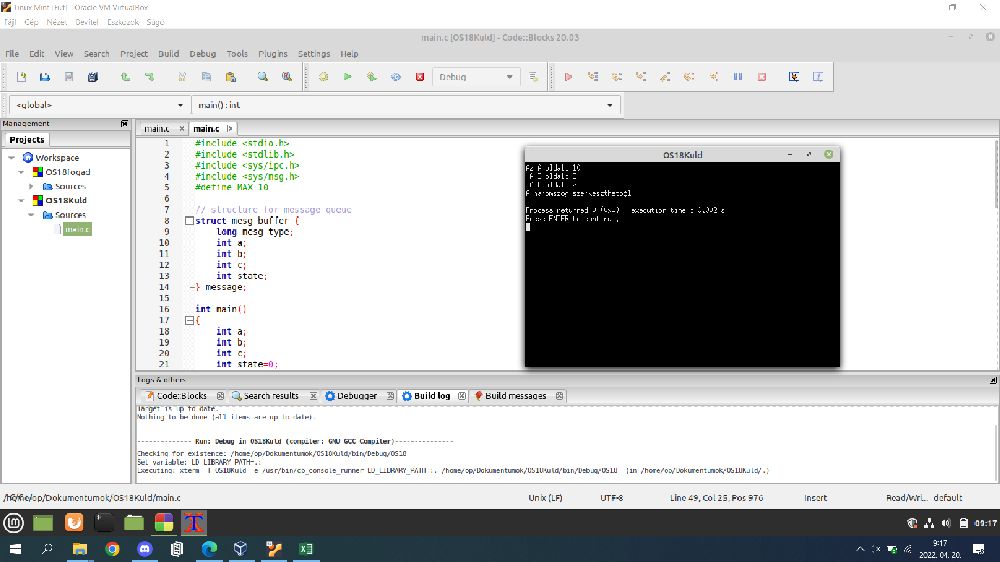 Linux Mint [Fut] - Oracle VM VirtualBox
Fájl Gép Nézet Bevitel Eszközök Súgó
main.c [OS18Kuld] - Code::Blocks 20.03
File Edit View Search Project Build Debug Tools Plugins Settings Help
Debug
<global> main() : int
Management
Projects
Workspace
OS18fogad
Sources
OS18Kuld
Sources
main.c
main.c main.c
1 #include <stdio.h>
2 #include <stdlib.h>
3 #include <sys/ipc.h>
4 #include <sys/msg.h>
5 #define MAX 10
6
7 // structure for message queue
8 struct mesg_buffer {
9 long mesg_type;
10 int a;
11 int b;
12 int c;
13 int state;
14 } message;
15
16 int main()
17 {
18 int a;
19 int b;
20 int c;
21 int state=0;
OS18Kuld
Az A oldal: 10
A B oldal: 9
A C oldal: 2
A haromszog szerkesztheto:1
Process returned 0 (0x0) execution time : 0.002 s
Press ENTER to continue.
Logs & others
Code::Blocks Search results Debugger Build log Build messages
Target is up to date.
Nothing to be done (all items are up-to-date).
-------------- Run: Debug in OS18Kuld (compiler: GNU GCC Compiler)---------------
Checking for existence: /home/op/Dokumentumok/OS18Kuld/bin/Debug/OS18
Set variable: LD_LIBRARY_PATH=.:
Executing: xterm -T OS18Kuld -e /usr/bin/cb_console_runner LD_LIBRARY_PATH=:. /home/op/Dokumentumok/OS18Kuld/bin/Debug/OS18 (in /home/op/Dokumentumok/OS18Kuld/.)
/home/op/Dokumentumok/OS18Kuld/main.c Unix (LF) UTF-8 Line 49, Col 25, Pos 976 Insert Read/Wri... default
09:17
9:17
2022. 04. 20.